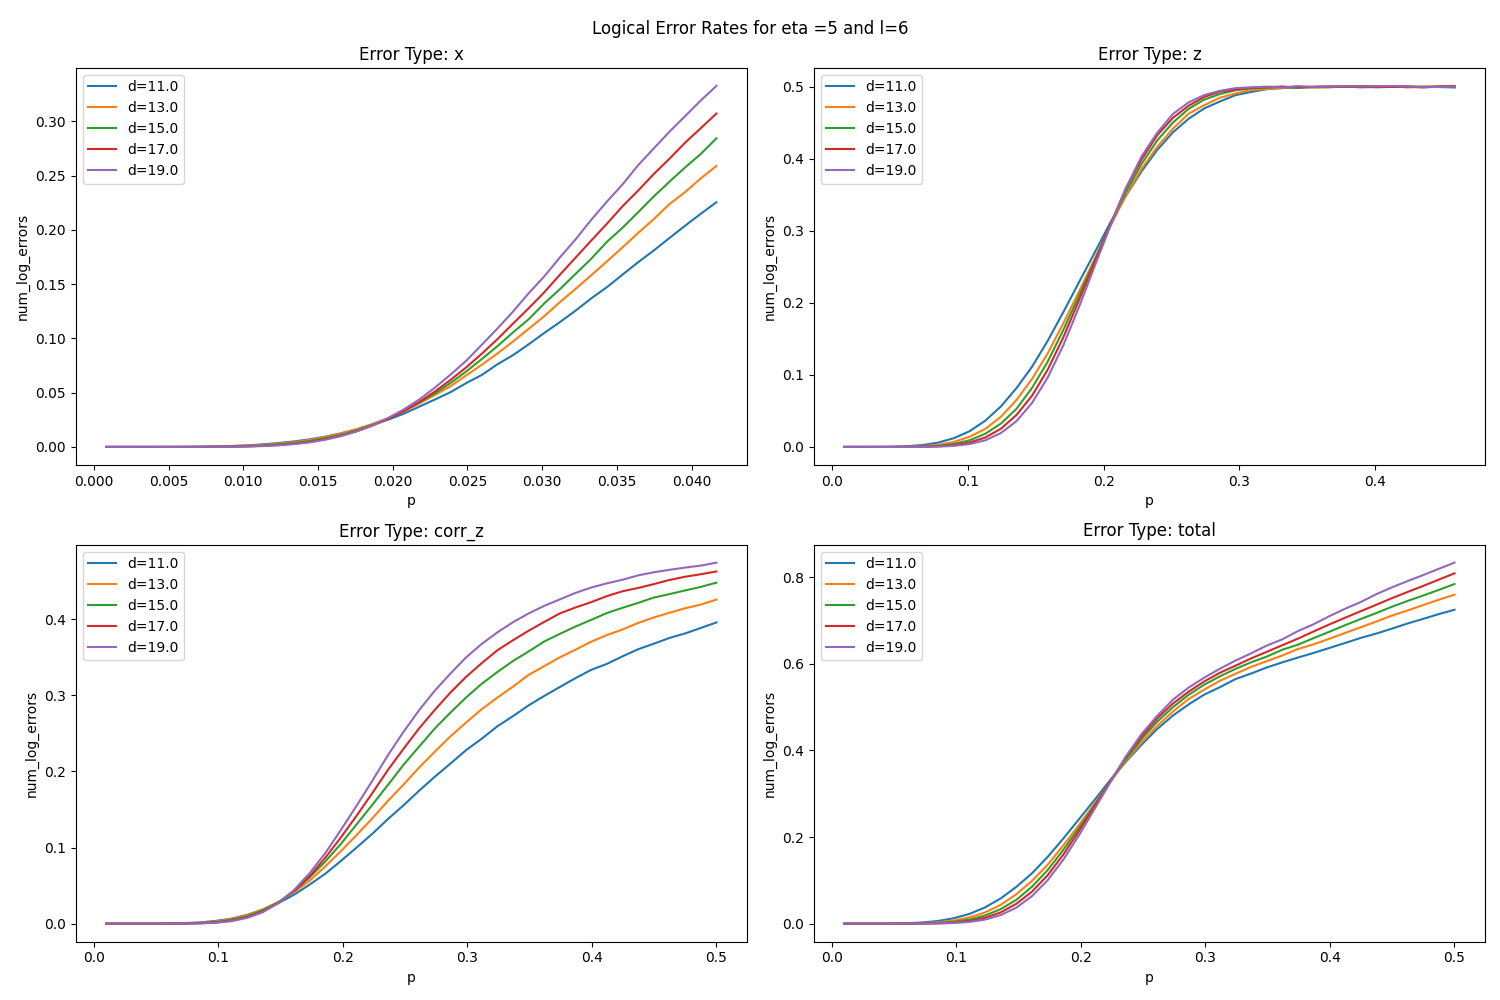 Logical Error Rates for eta =5 and l=6
Error Type: x
d=11.0
d=13.0
d=15.0
d=17.0
d=19.0
num_log_errors
0.30
0.25
0.20
0.15
0.10
0.05
0.00
0.000 0.005 0.010 0.015 0.020 0.025 0.030 0.035 0.040
p
Error Type: z
d=11.0
d=13.0
d=15.0
d=17.0
d=19.0
num_log_errors
0.5
0.4
0.3
0.2
0.1
0.0
0.0 0.1 0.2 0.3 0.4
p
Error Type: corr_z
d=11.0
d=13.0
d=15.0
d=17.0
d=19.0
num_log_errors
0.4
0.3
0.2
0.1
0.0
0.0 0.1 0.2 0.3 0.4 0.5
p
Error Type: total
d=11.0
d=13.0
d=15.0
d=17.0
d=19.0
num_log_errors
0.8
0.6
0.4
0.2
0.0
0.0 0.1 0.2 0.3 0.4 0.5
p